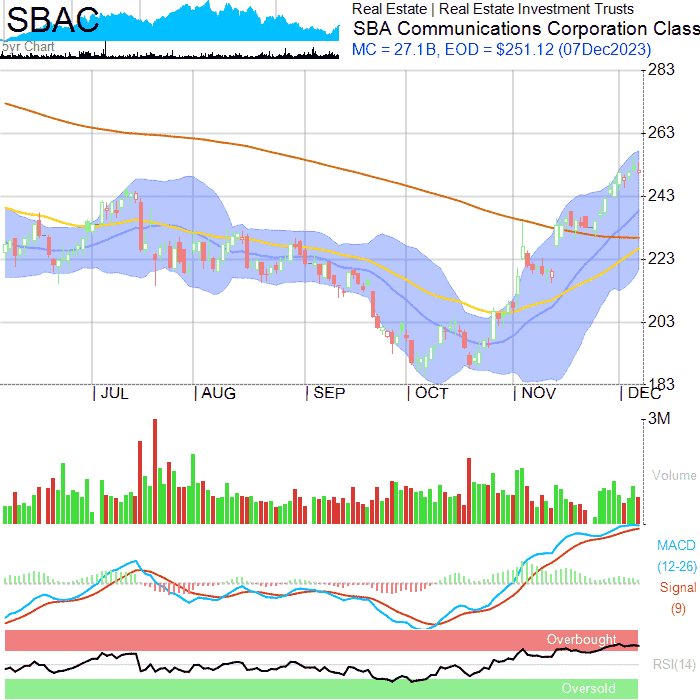 SBAC
5yr Chart
Real Estate | Real Estate Investment Trusts
SBA Communications Corporation Class
MC = 27.1B, EOD = $251.12 (07Dec2023)
283
263
243
223
203
183
JUL AUG SEP OCT NOV DEC
3M
Volume
MACD
(12-26)
Signal
(9)
Overbought
RSI(14)
Oversold